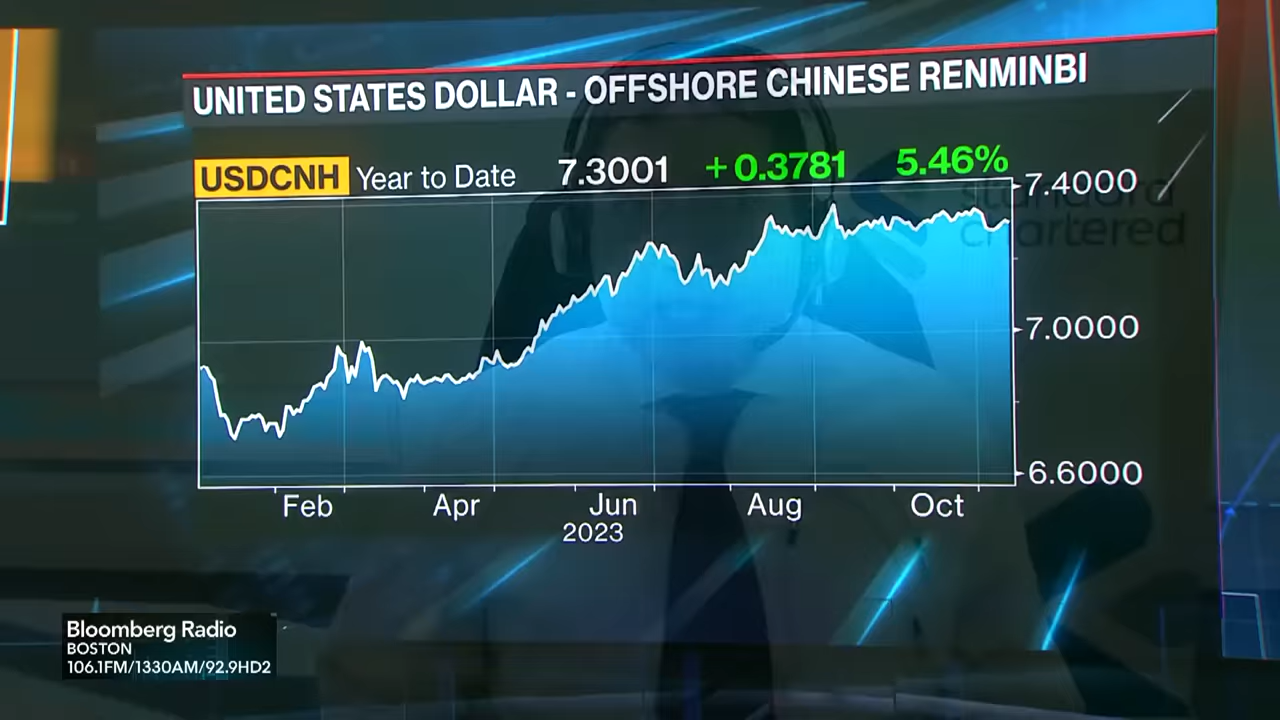 UNITED STATES DOLLAR - OFFSHORE CHINESE RENMINBI
USDCNH Year to Date 7.3001 +0.3781 5.46%
7.4000
standard
chartered
7.0000
6.6000
Feb Apr Jun Aug Oct
2023
Bloomberg Radio
BOSTON
106.1FM/1330AM/92.9HD2